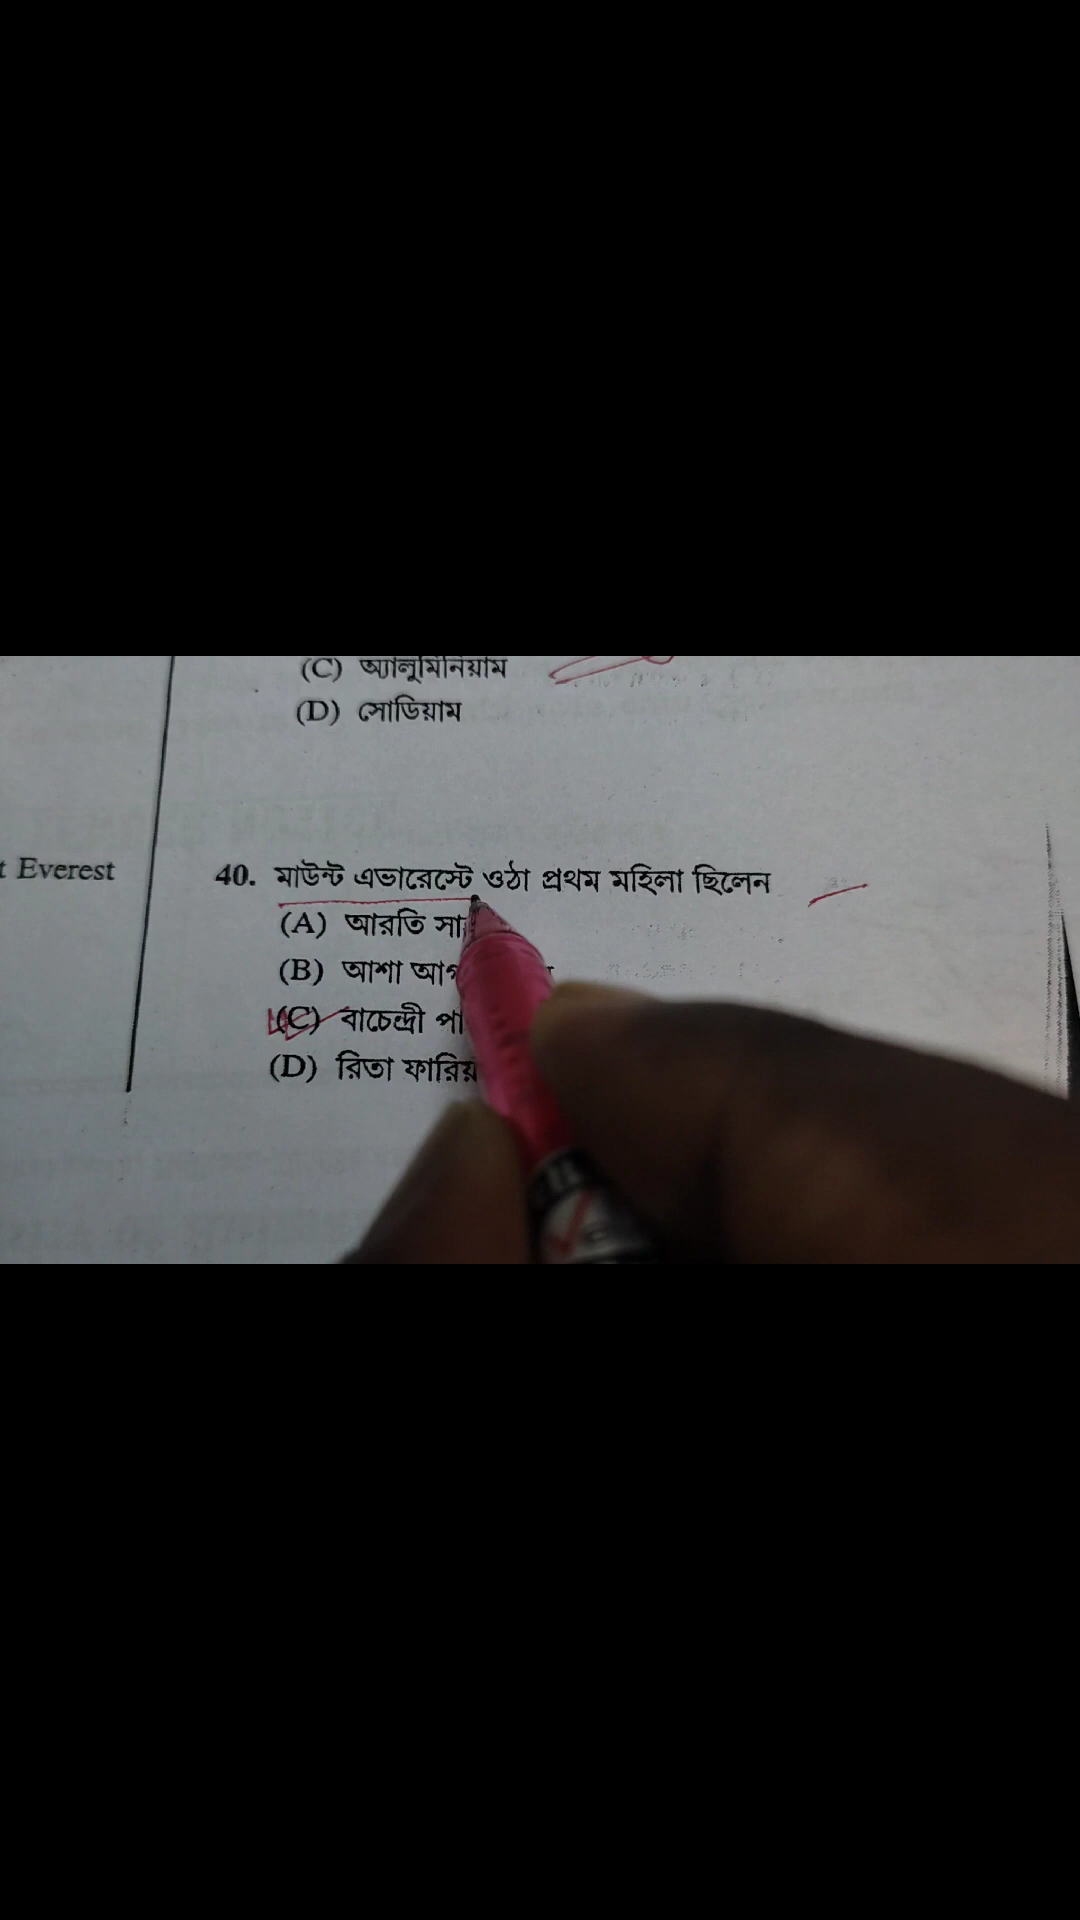 (C) অ্যালুমিনিয়াম
(D) সোডিয়াম
Everest
40. মাউন্ট এভারেস্টে ওঠা প্রথম মহিলা ছিলেন
(A) আরতি
(B) আশা
(C) বাচেন্দ্রী
(D) রিতা